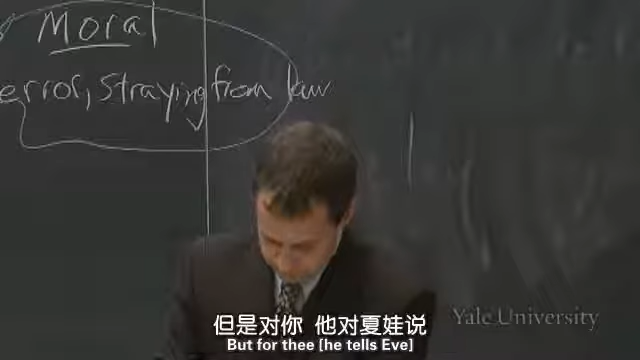 Moral
error, straying from law
Yale University
但是对你 他对夏娃说
But for thee [he tells Eve]